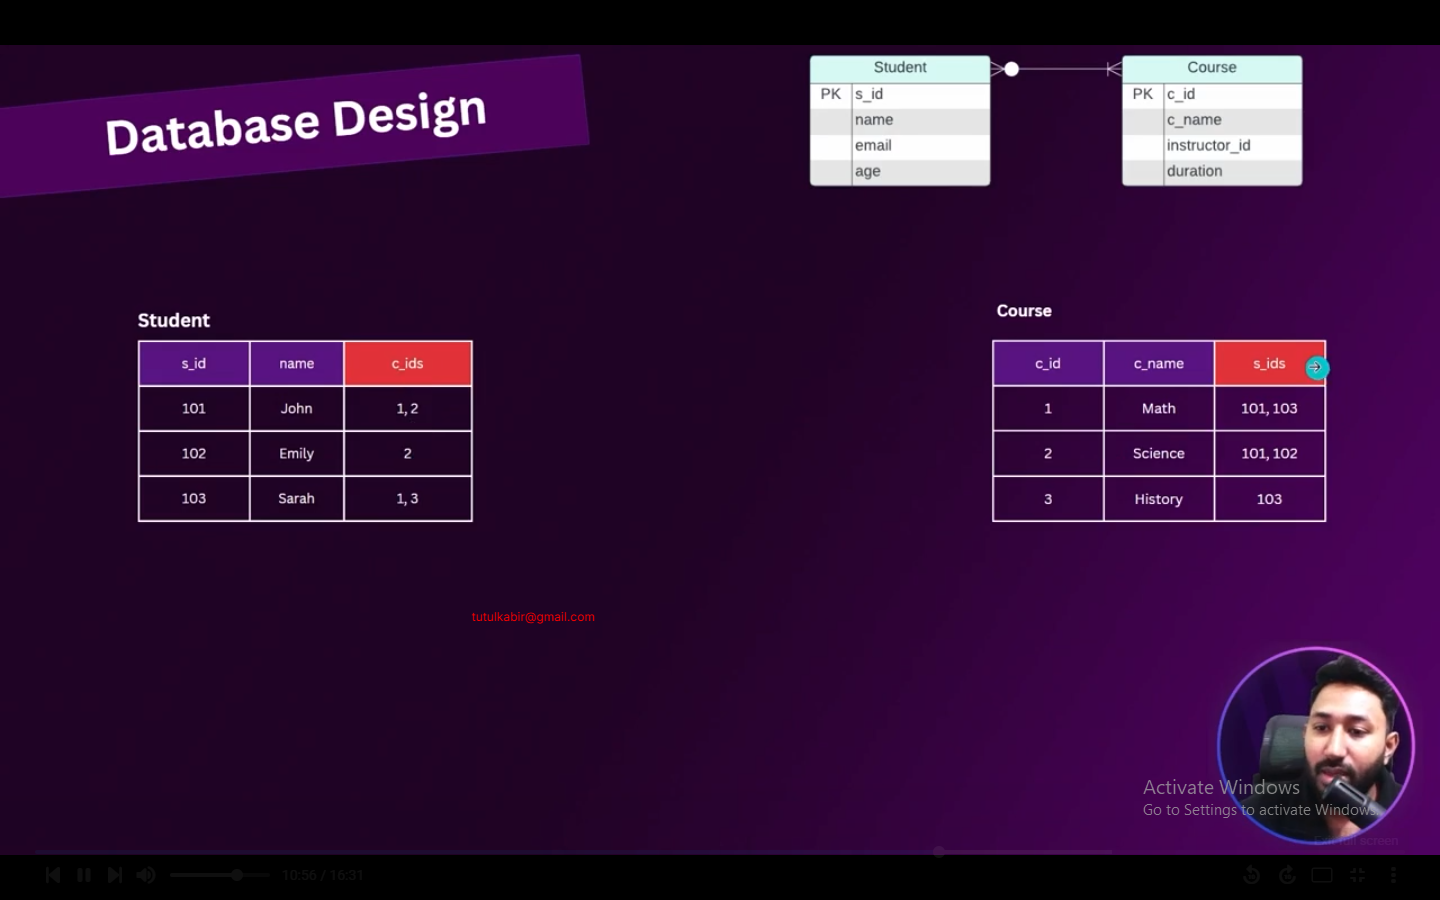 Database Design
Student
PK s_id
name
email
age
Course
PK c_id
c_name
instructor_id
duration
Student
s_id name c_ids
101 John 1, 2
102 Emily 2
103 Sarah 1, 3
Course
c_id c_name s_ids
1 Math 101, 103
2 Science 101, 102
3 History 103
tutulkabir@gmail.com
Activate Windows
Go to Settings to activate Windows.
Exit full screen
10:56 / 16:31